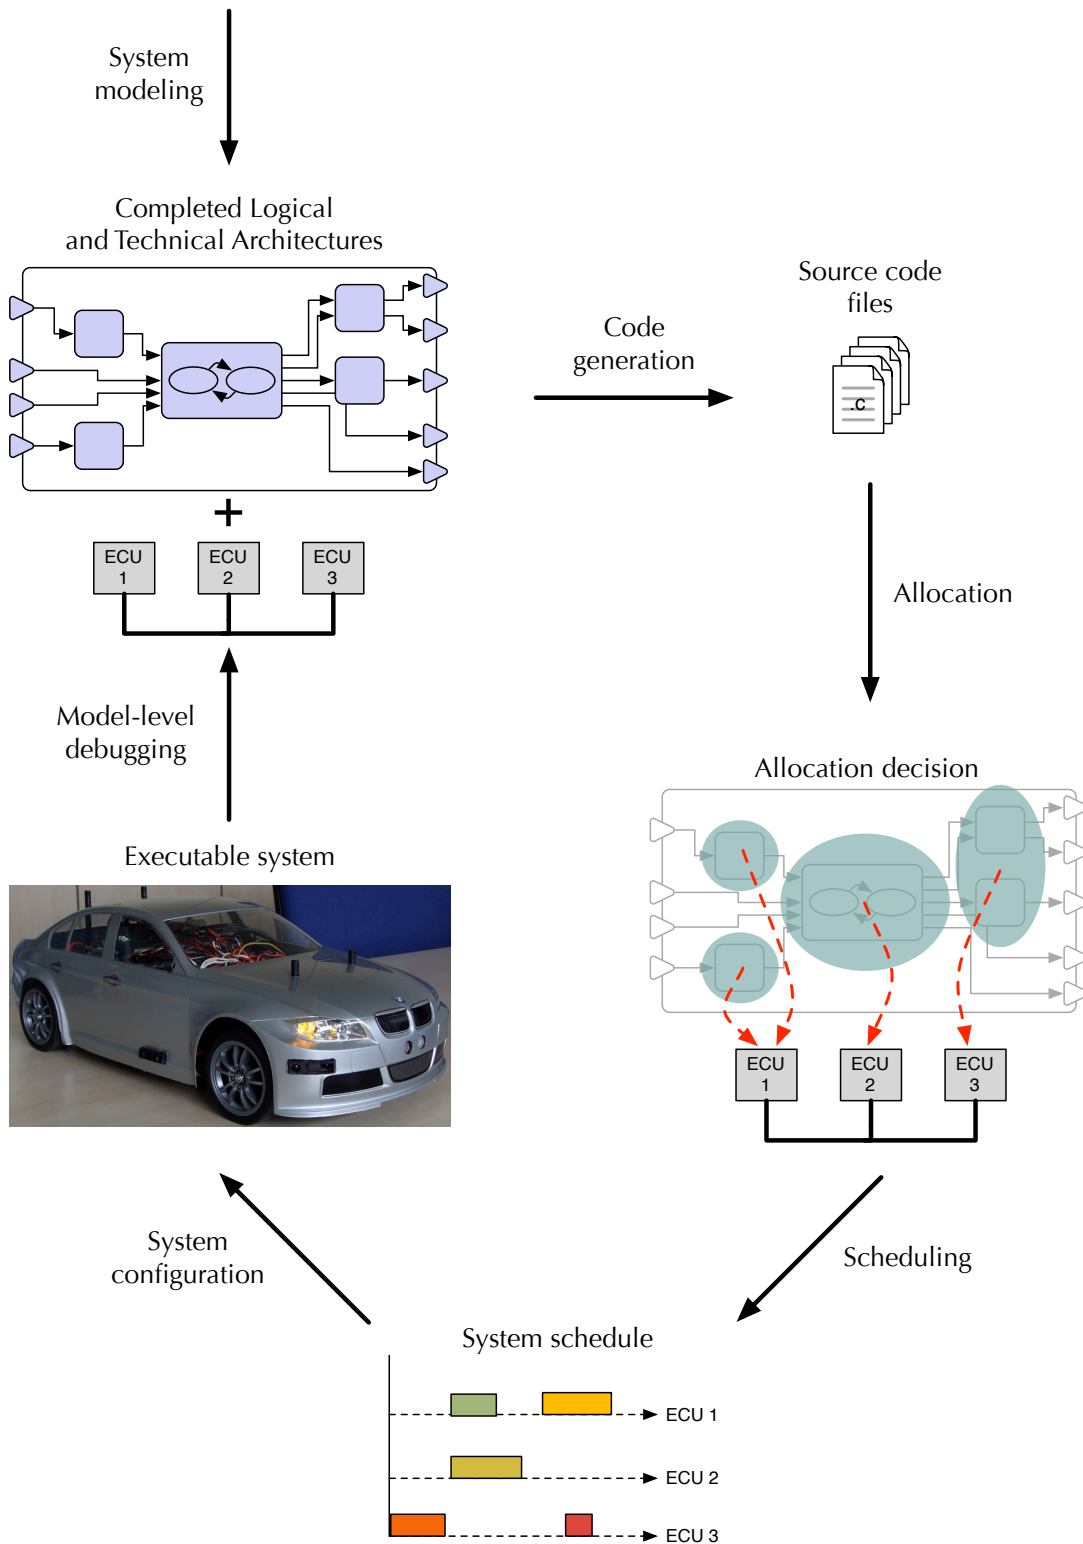 System
modeling
Completed Logical
and Technical Architectures
Code
generation
Source code
files
.c
ECU
1
ECU
2
ECU
3
Allocation
Model-level
debugging
Allocation decision
Executable system
ECU
1
ECU
2
ECU
3
System
configuration
Scheduling
System schedule
ECU 1
ECU 2
ECU 3